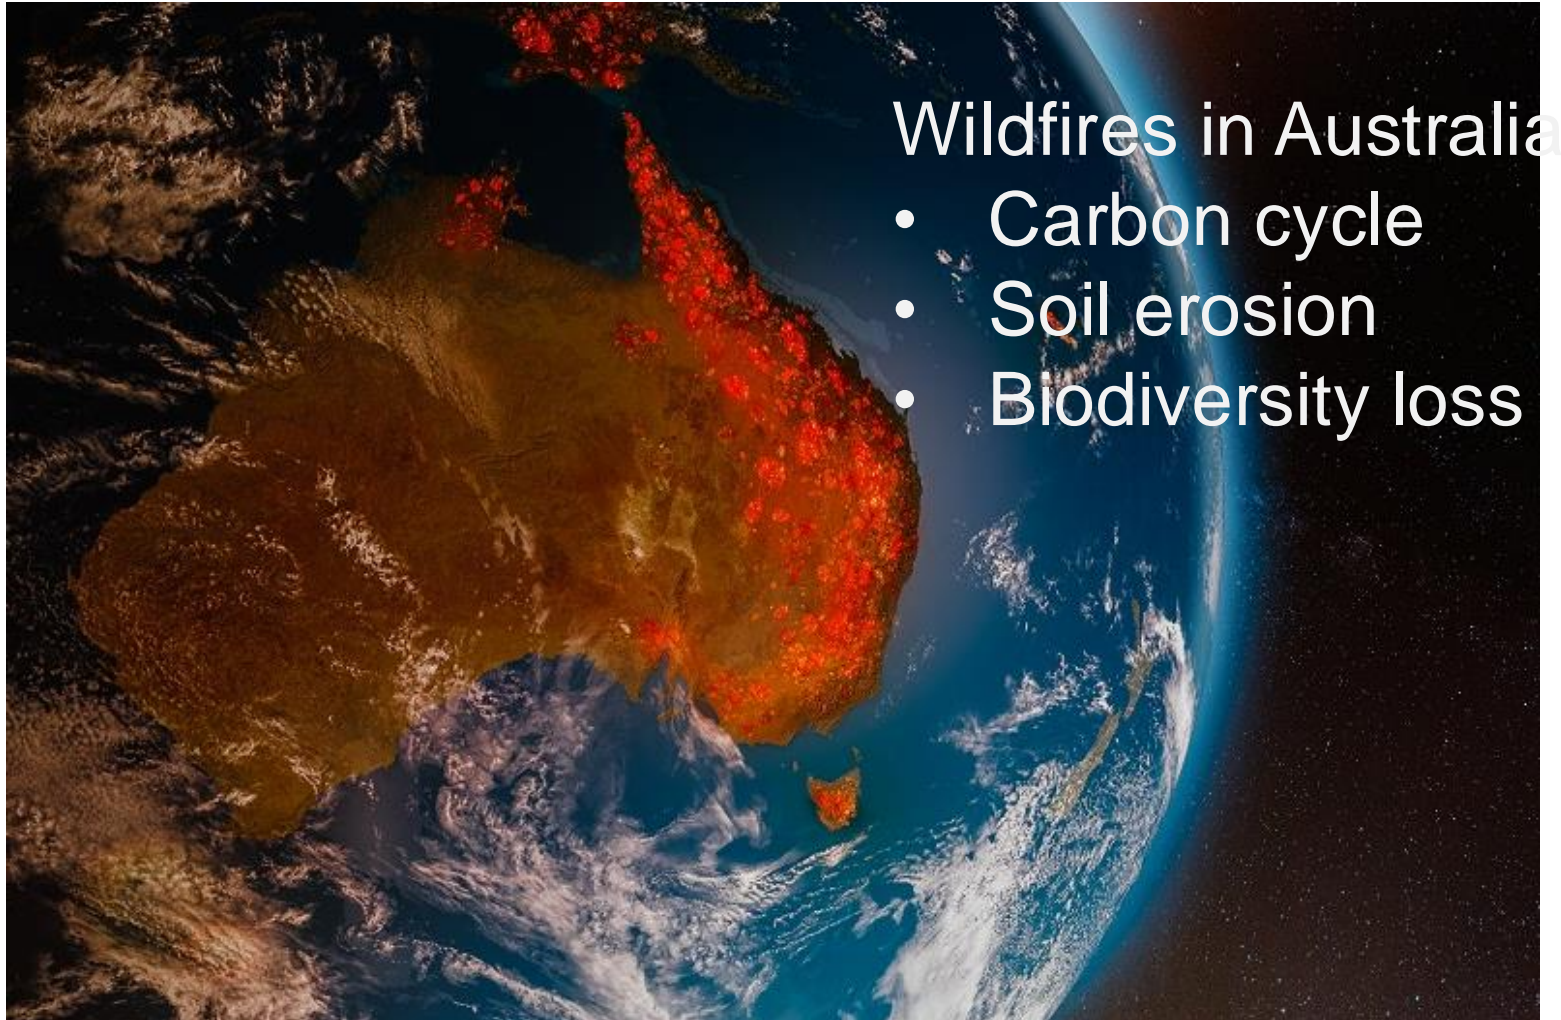 Wildfires in Australia
• Carbon cycle
• Soil erosion
• Biodiversity loss